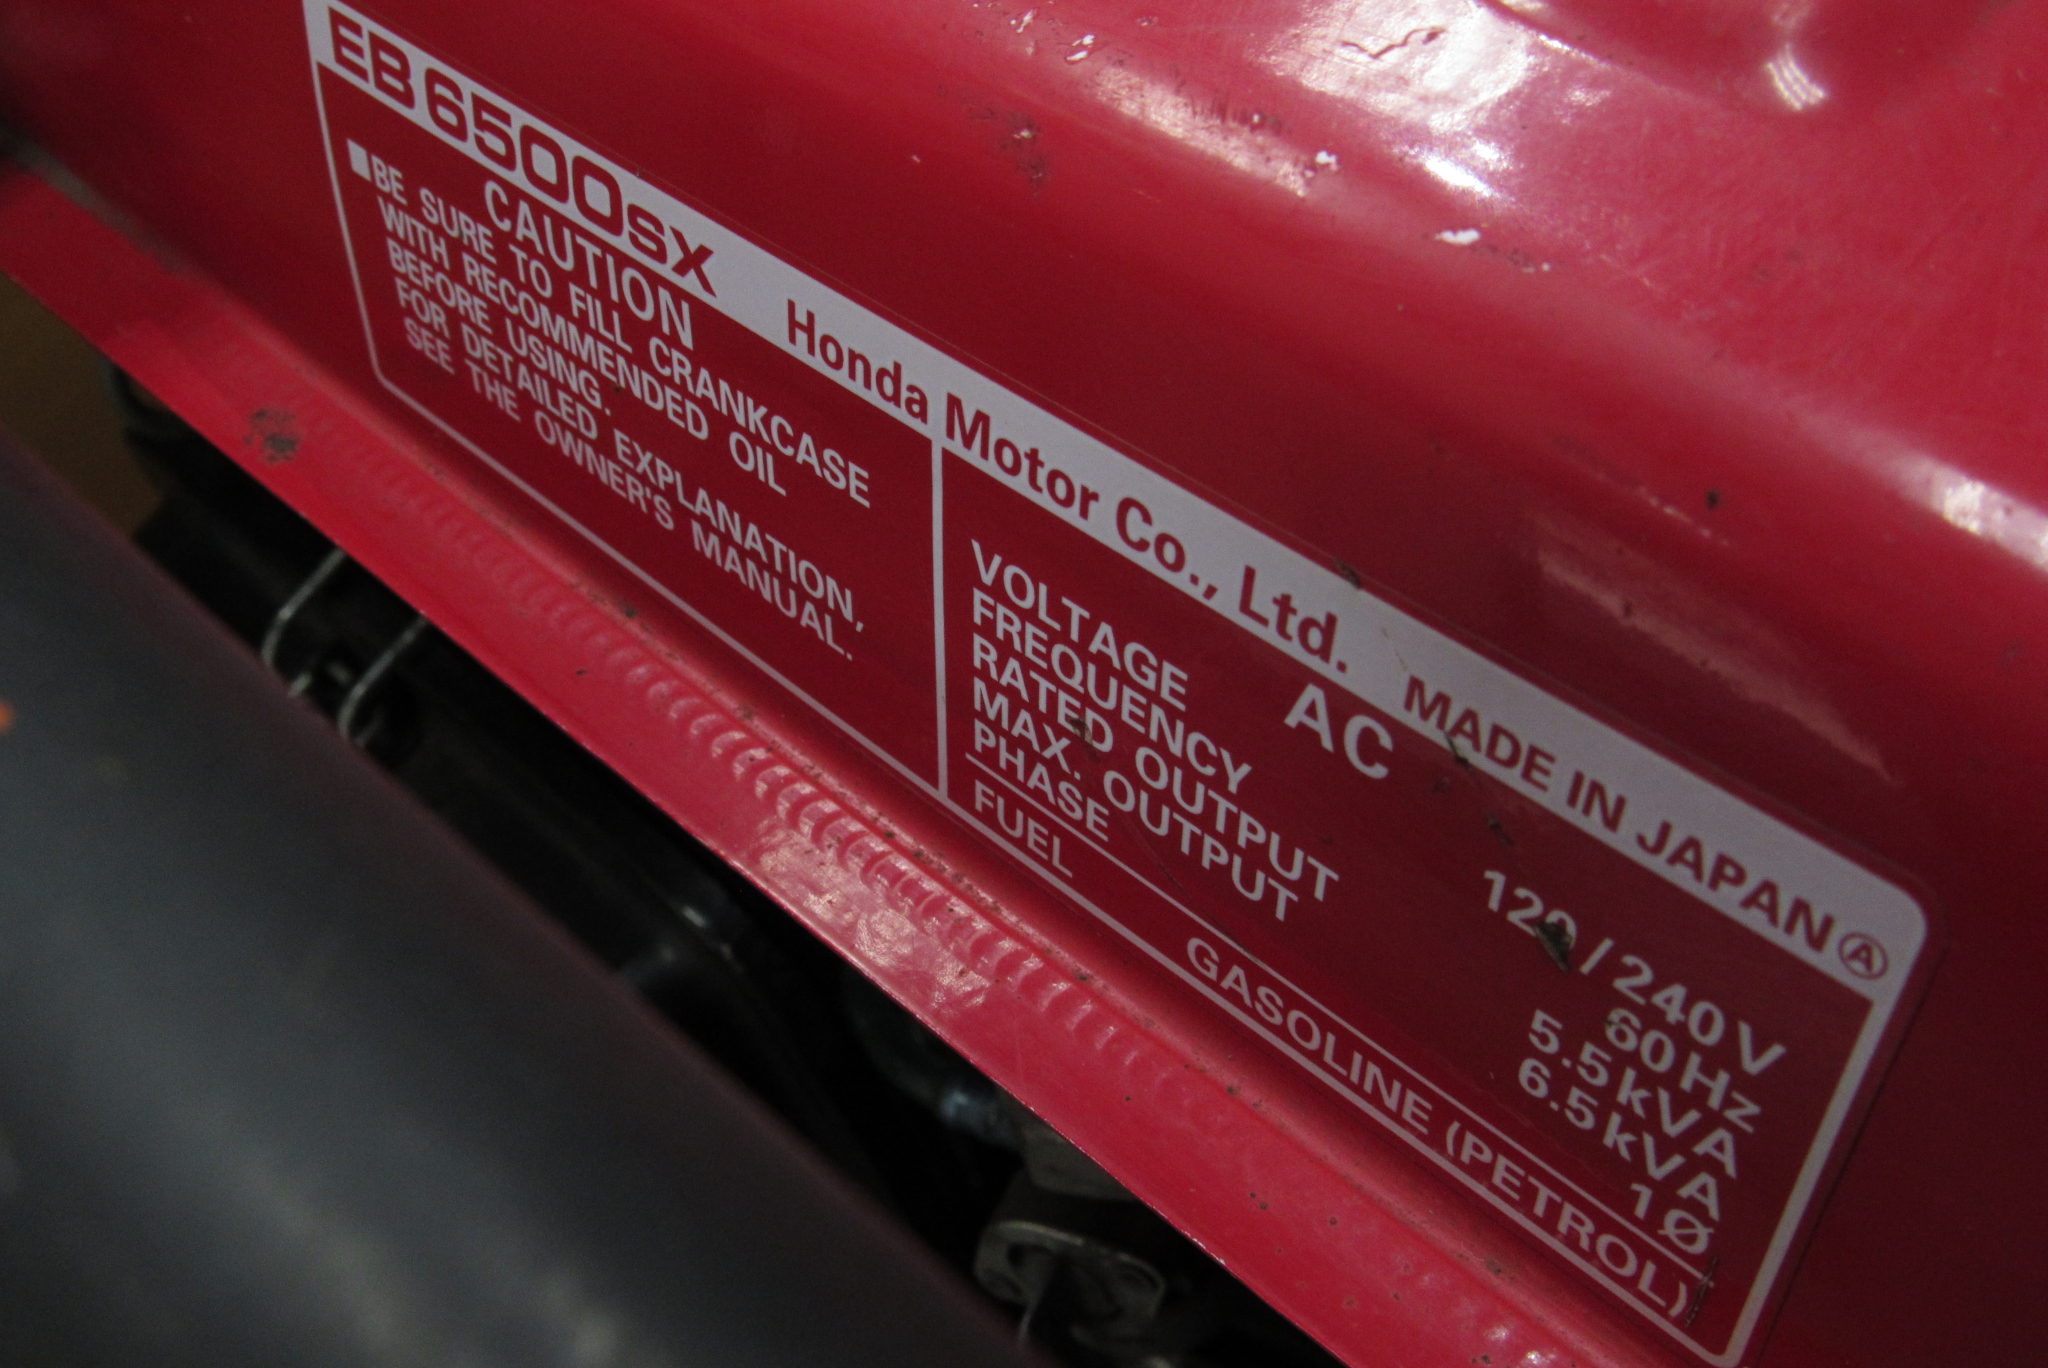 EB6500SX Honda Motor Co., Ltd. MADE IN JAPAN Ⓐ
CAUTION
■BE SURE TO FILL CRANKCASE
WITH RECOMMENDED OIL
BEFORE USING.
FOR DETAILED EXPLANATION,
SEE THE OWNER'S MANUAL.
AC
VOLTAGE 120/240V
FREQUENCY 60Hz
RATED OUTPUT 5.5kVA
MAX. OUTPUT 6.5kVA
PHASE 1Ø
FUEL GASOLINE (PETROL)